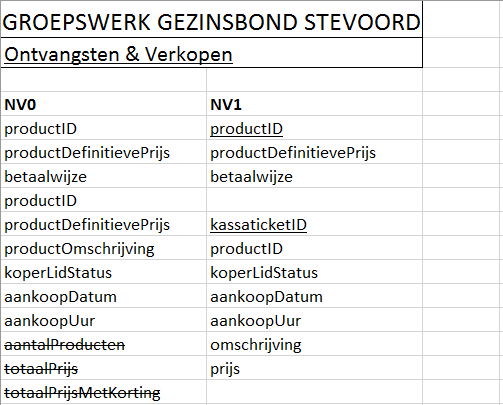 GROEPSWERK GEZINSBOND STEVOORD
Ontvangsten & Verkopen
NV0 NV1
productID productID
productDefinitievePrijs productDefinitievePrijs
betaalwijze betaalwijze
productID
productDefinitievePrijs kassaticketID
productOmschrijving productID
koperLidStatus koperLidStatus
aankoopDatum aankoopDatum
aankoopUur aankoopUur
aantalProducten omschrijving
totaalPrijs prijs
totaalPrijsMetKorting